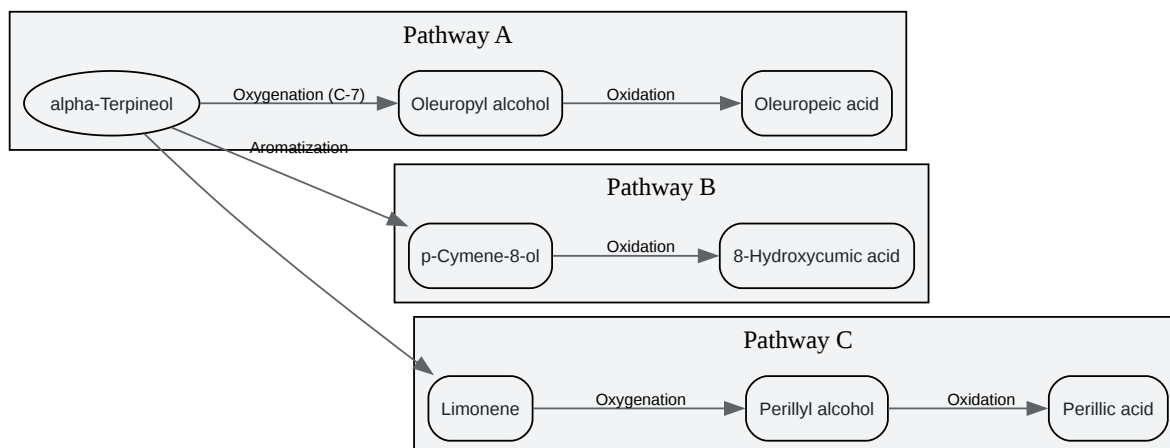 Pathway A
alpha-Terpineol
Oxygenation (C-7)
Oleuropyl alcohol
Oxidation
Oleuropeic acid
Aromatization
Pathway B
p-Cymene-8-ol
Oxidation
8-Hydroxycumic acid
Pathway C
Limonene
Oxygenation
Perillyl alcohol
Oxidation
Perillic acid